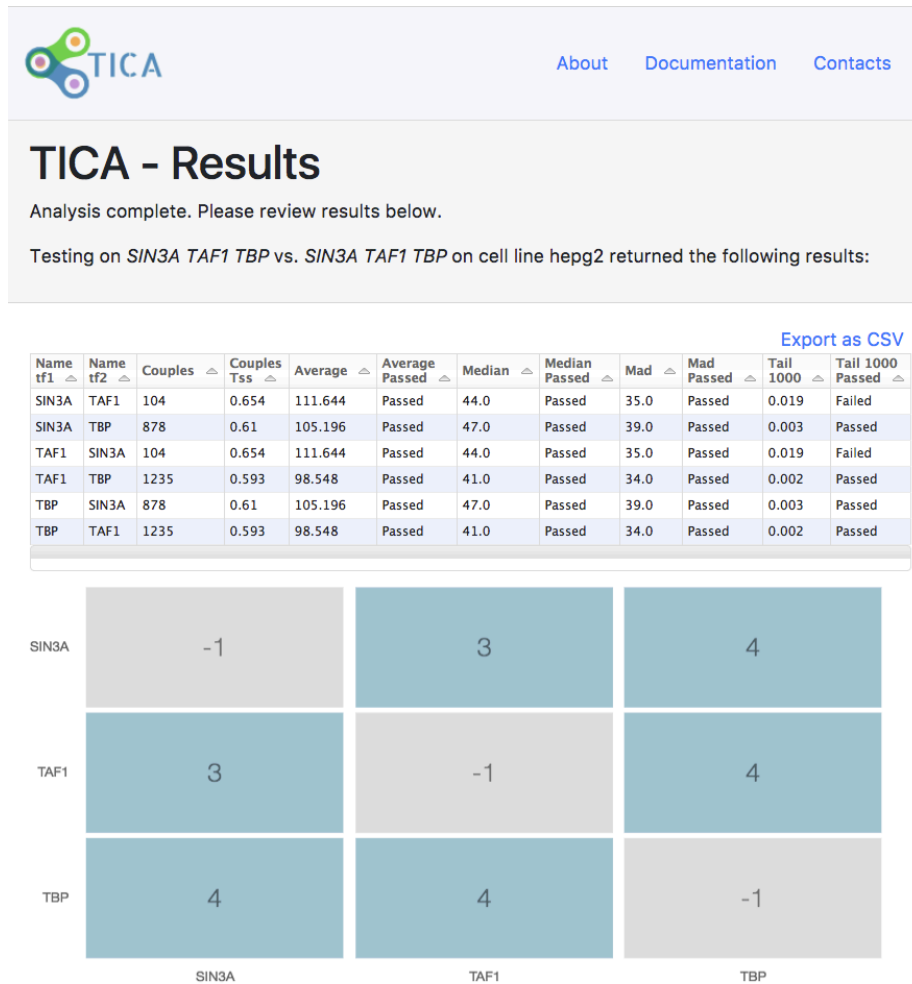 TICA
About Documentation Contacts
TICA - Results
Analysis complete. Please review results below.
Testing on SIN3A TAF1 TBP vs. SIN3A TAF1 TBP on cell line hepg2 returned the following results:
Export as CSV
Name tf1 Name tf2 Couples Couples Tss Average Average Passed Median Median Passed Mad Mad Passed Tail 1000 Tail 1000 Passed
SIN3A TAF1 104 0.654 111.644 Passed 44.0 Passed 35.0 Passed 0.019 Failed
SIN3A TBP 878 0.61 105.196 Passed 47.0 Passed 39.0 Passed 0.003 Passed
TAF1 SIN3A 104 0.654 111.644 Passed 44.0 Passed 35.0 Passed 0.019 Failed
TAF1 TBP 1235 0.593 98.548 Passed 41.0 Passed 34.0 Passed 0.002 Passed
TBP SIN3A 878 0.61 105.196 Passed 47.0 Passed 39.0 Passed 0.003 Passed
TBP TAF1 1235 0.593 98.548 Passed 41.0 Passed 34.0 Passed 0.002 Passed
SIN3A -1 3 4
TAF1 3 -1 4
TBP 4 4 -1
SIN3A TAF1 TBP